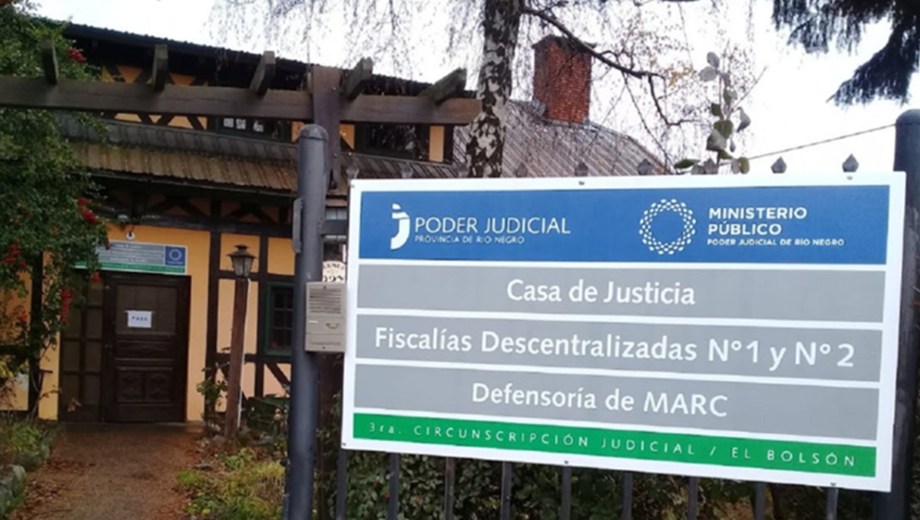 PODER JUDICIAL
PROVINCIA DE RIO NEGRO
MINISTERIO
PÚBLICO
PODER JUDICIAL DE RÍO NEGRO
Casa de Justicia
Fiscalías Descentralizadas N°1 y N°2
Defensoría de MARC
3ra. CIRCUNSCRIPCIÓN JUDICIAL / EL BOLSÓN